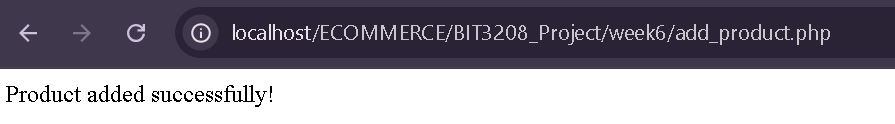 localhost/ECOMMERCE/BIT3208_Project/week6/add_product.php
Product added successfully!